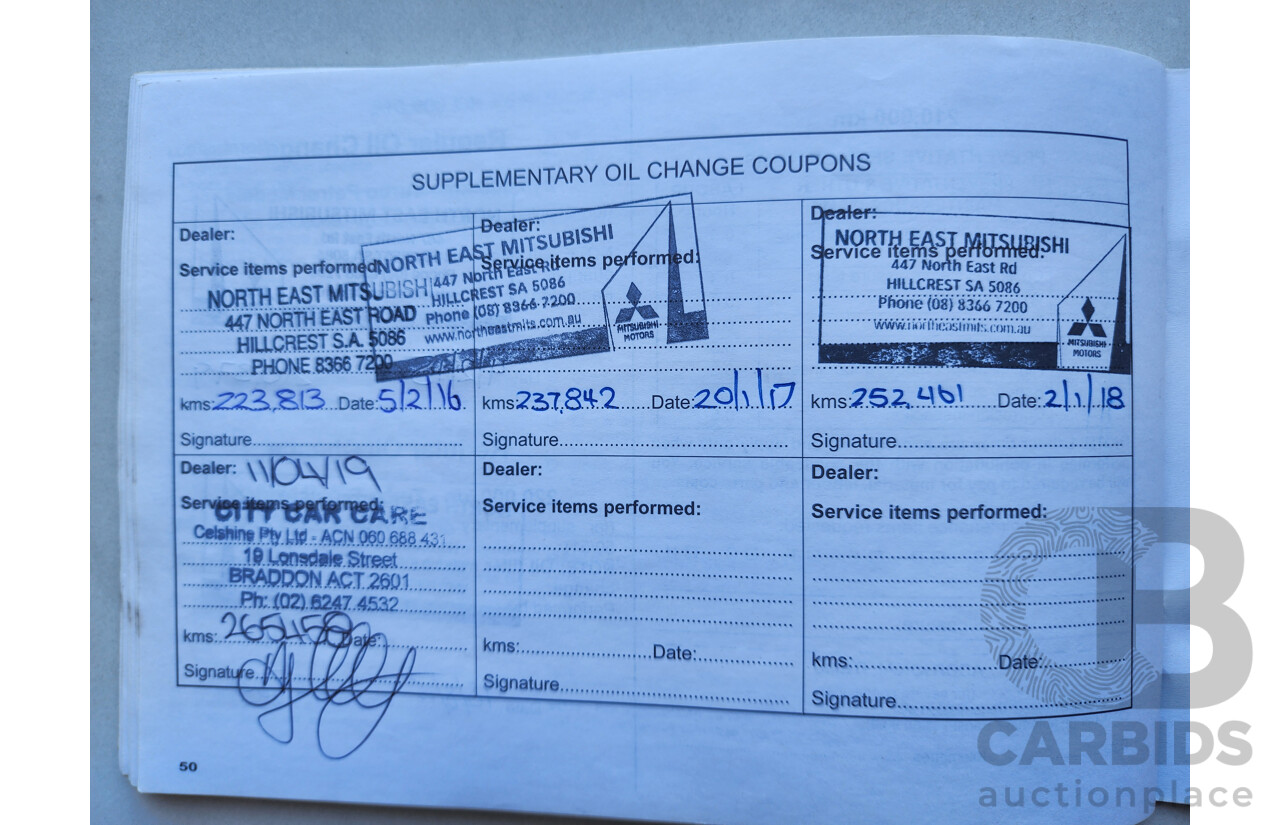 SUPPLEMENTARY OIL CHANGE COUPONS
Dealer:
Service items performed
NORTH EAST MITSUBISHI
447 NORTH EAST ROAD
HILLCREST S.A. 5086
PHONE 8366 7200
kms: 223,813 Date: 5/2/16
Signature
Dealer:
Service items performed:
NORTH EAST MITSUBISHI
447 North East Rd
HILLCREST SA 5086
Phone (08) 8366 7200
www.northeastmits.com.au
MITSUBISHI
MOTORS
kms: 237,842 Date: 20/1/17
Signature
Dealer:
Service items performed:
NORTH EAST MITSUBISHI
447 North East Rd
HILLCREST SA 5086
Phone (08) 8366 7200
www.northeastmits.com.au
MITSUBISHI
MOTORS
kms: 252,461 Date: 2/1/18
Signature
Dealer: 11/04/19
Service items performed:
CITY CAR CARE
Celshine Pty Ltd - ACN 060 688 431
19 Lonsdale Street
BRADDON ACT 2601
Ph: (02) 6247 4532
kms: 265458 Date:
Signature
Dealer:
Service items performed:
kms: Date:
Signature
Dealer:
Service items performed:
kms: Date:
Signature
50
CARBIDS
auctionplace